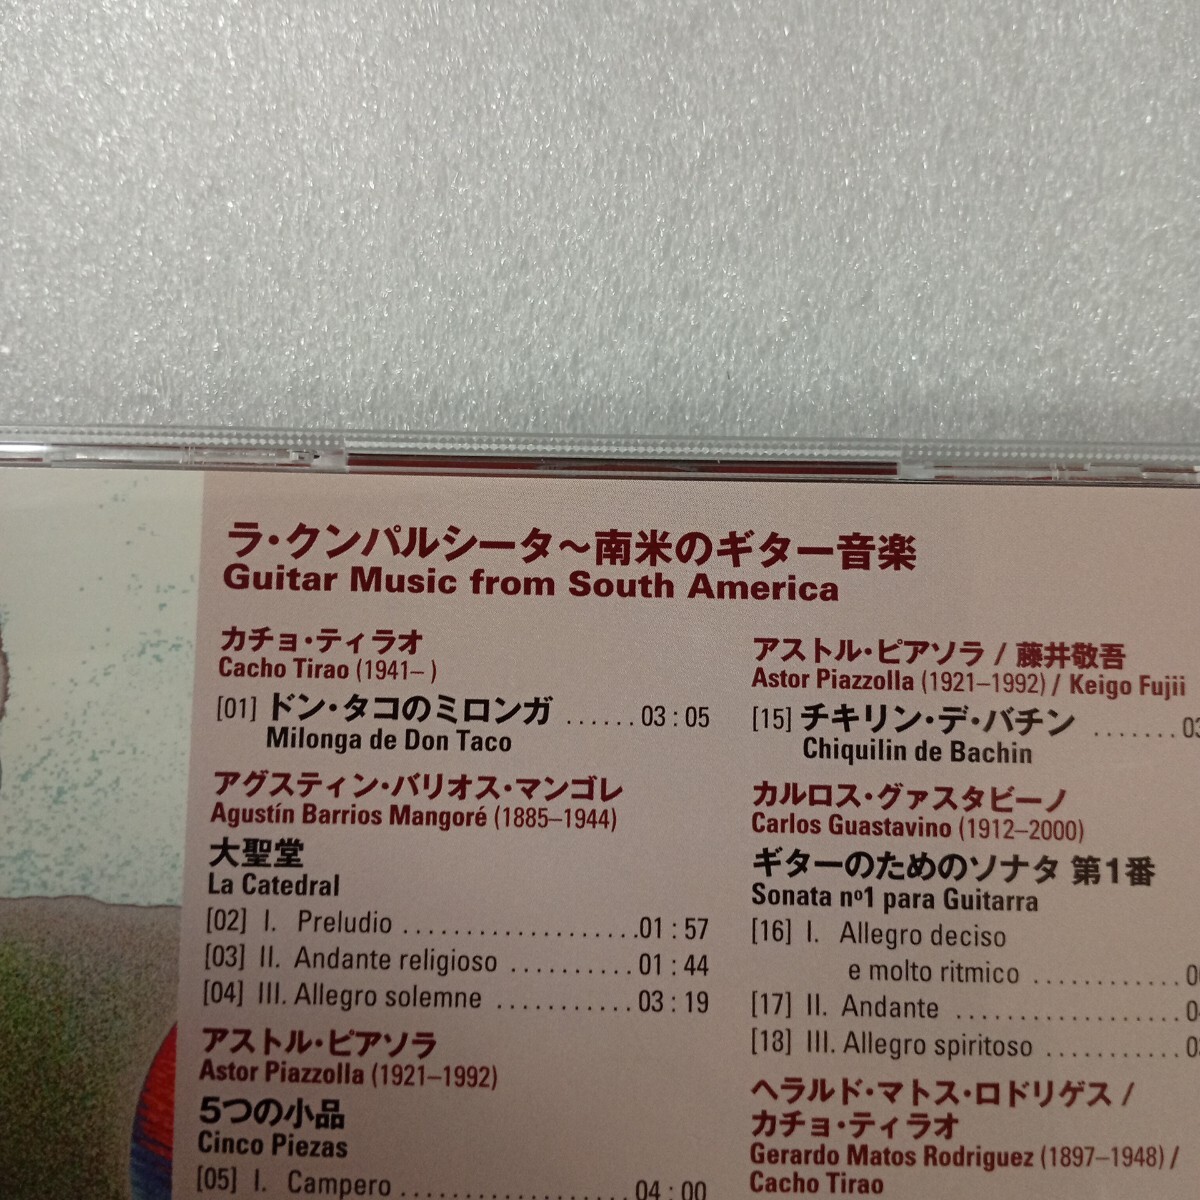 ラ・クンパルシータ～南米のギター音楽
Guitar Music from South America
カチョ・ティラオ
Cacho Tirao (1941– )
[01] ドン・タコのミロンガ ...... 03 : 05
Milonga de Don Taco
アグスティン・バリオス・マンゴレ
Agustín Barrios Mangoré (1885–1944)
大聖堂
La Catedral
[02] I. Preludio ................... 01 : 57
[03] II. Andante religioso .......... 01 : 44
[04] III. Allegro solemne ........... 03 : 19
アストル・ピアソラ
Astor Piazzolla (1921–1992)
5つの小品
Cinco Piezas
[05] I. Campero .................... 04 : 00
アストル・ピアソラ / 藤井敬吾
Astor Piazzolla (1921–1992) / Keigo Fujii
[15] チキリン・デ・バチン ....... 03
Chiquilin de Bachin
カルロス・グァスタビーノ
Carlos Guastavino (1912–2000)
ギターのためのソナタ 第1番
Sonata nº1 para Guitarra
[16] I. Allegro deciso
e molto ritmico ............
[17] II. Andante ..................
[18] III. Allegro spiritoso ...........
ヘラルド・マトス・ロドリゲス /
カチョ・ティラオ
Gerardo Matos Rodriguez (1897–1948) /
Cacho Tirao